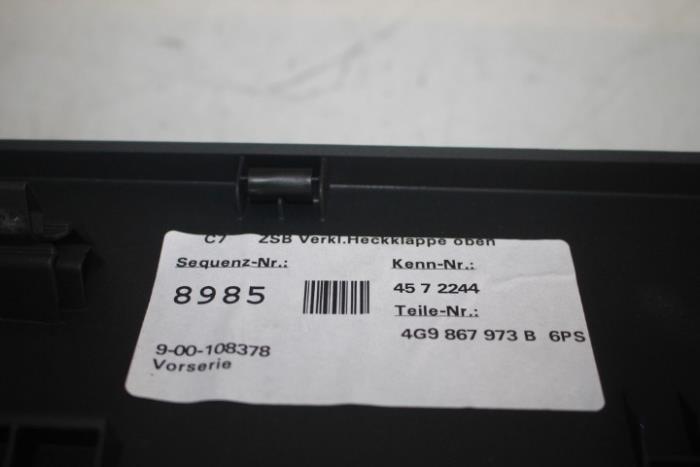 C7 ZSB Verkl.Heckklappe oben
Sequenz-Nr.:
8985
Kenn-Nr.:
45 7 2244
Teile-Nr.:
4G9 867 973 B 6PS
9-00-108378
Vorserie